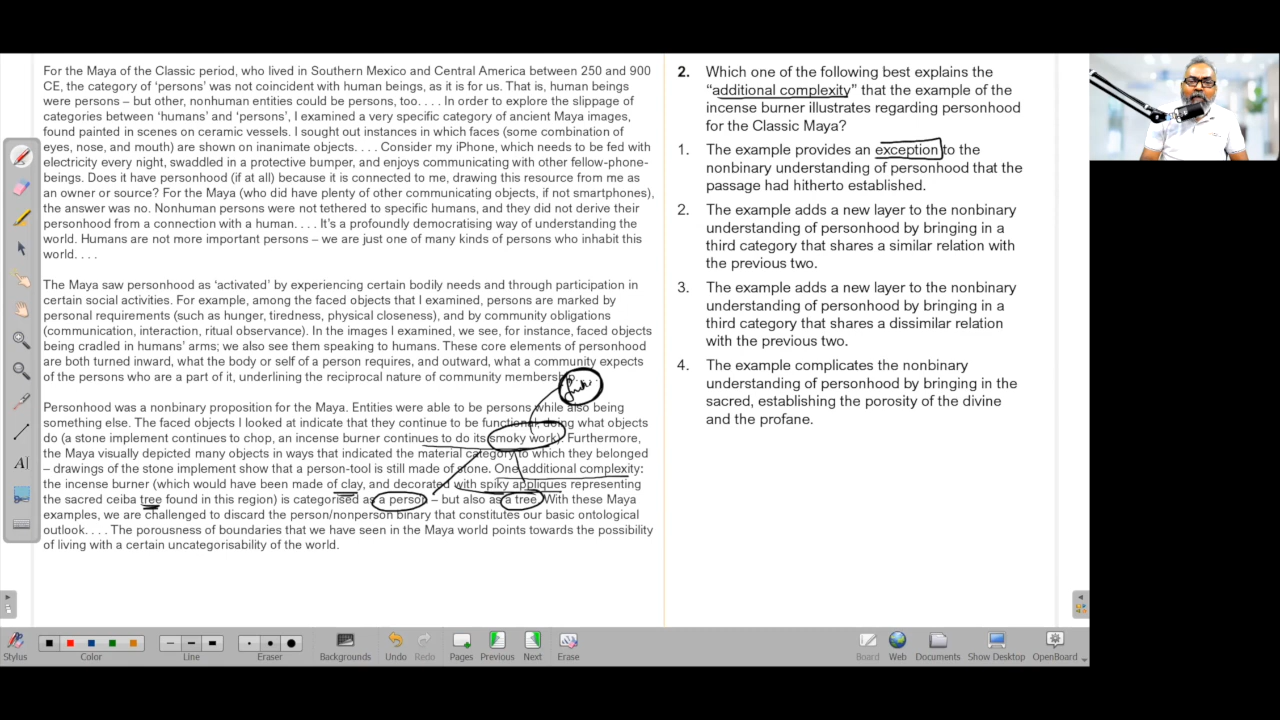 For the Maya of the Classic period, who lived in Southern Mexico and Central America between 250 and 900
CE, the category of ‘persons’ was not coincident with human beings, as it is for us. That is, human beings
were persons – but other, nonhuman entities could be persons, too. . . . In order to explore the slippage of
categories between ‘humans’ and ‘persons’, I examined a very specific category of ancient Maya images,
found painted in scenes on ceramic vessels. I sought out instances in which faces (some combination of
eyes, nose, and mouth) are shown on inanimate objects. . . . Consider my iPhone, which needs to be fed with
electricity every night, swaddled in a protective bumper, and enjoys communicating with other fellow-phone-
beings. Does it have personhood (if at all) because it is connected to me, drawing this resource from me as
an owner or source? For the Maya (who did have plenty of other communicating objects, if not smartphones),
the answer was no. Nonhuman persons were not tethered to specific humans, and they did not derive their
personhood from a connection with a human. . . . It’s a profoundly democratising way of understanding the
world. Humans are not more important persons – we are just one of many kinds of persons who inhabit this
world. . . .
The Maya saw personhood as ‘activated’ by experiencing certain bodily needs and through participation in
certain social activities. For example, among the faced objects that I examined, persons are marked by
personal requirements (such as hunger, tiredness, physical closeness), and by community obligations
(communication, interaction, ritual observance). In the images I examined, we see, for instance, faced objects
being cradled in humans’ arms; we also see them speaking to humans. These core elements of personhood
are both turned inward, what the body or self of a person requires, and outward, what a community expects
of the persons who are a part of it, underlining the reciprocal nature of community membership
Personhood was a nonbinary proposition for the Maya. Entities were able to be persons while also being
something else. The faced objects I looked at indicate that they continue to be functional, doing what objects
do (a stone implement continues to chop, an incense burner continues to do its smoky work). Furthermore,
the Maya visually depicted many objects in ways that indicated the material category to which they belonged
– drawings of the stone implement show that a person-tool is still made of stone. One additional complexity:
the incense burner (which would have been made of clay, and decorated with spiky appliques representing
the sacred ceiba tree found in this region) is categorised as a person – but also as a tree. With these Maya
examples, we are challenged to discard the person/nonperson binary that constitutes our basic ontological
outlook. . . . The porousness of boundaries that we have seen in the Maya world points towards the possibility
of living with a certain uncategorisability of the world.
2. Which one of the following best explains the
“additional complexity” that the example of the
incense burner illustrates regarding personhood
for the Classic Maya?
1. The example provides an exception to the
nonbinary understanding of personhood that the
passage had hitherto established.
2. The example adds a new layer to the nonbinary
understanding of personhood by bringing in a
third category that shares a similar relation with
the previous two.
3. The example adds a new layer to the nonbinary
understanding of personhood by bringing in a
third category that shares a dissimilar relation
with the previous two.
4. The example complicates the nonbinary
understanding of personhood by bringing in the
sacred, establishing the porosity of the divine
and the profane.
Stylus Color Line Eraser Backgrounds Undo Redo Pages Previous Next Erase Board Web Documents Show Desktop OpenBoard